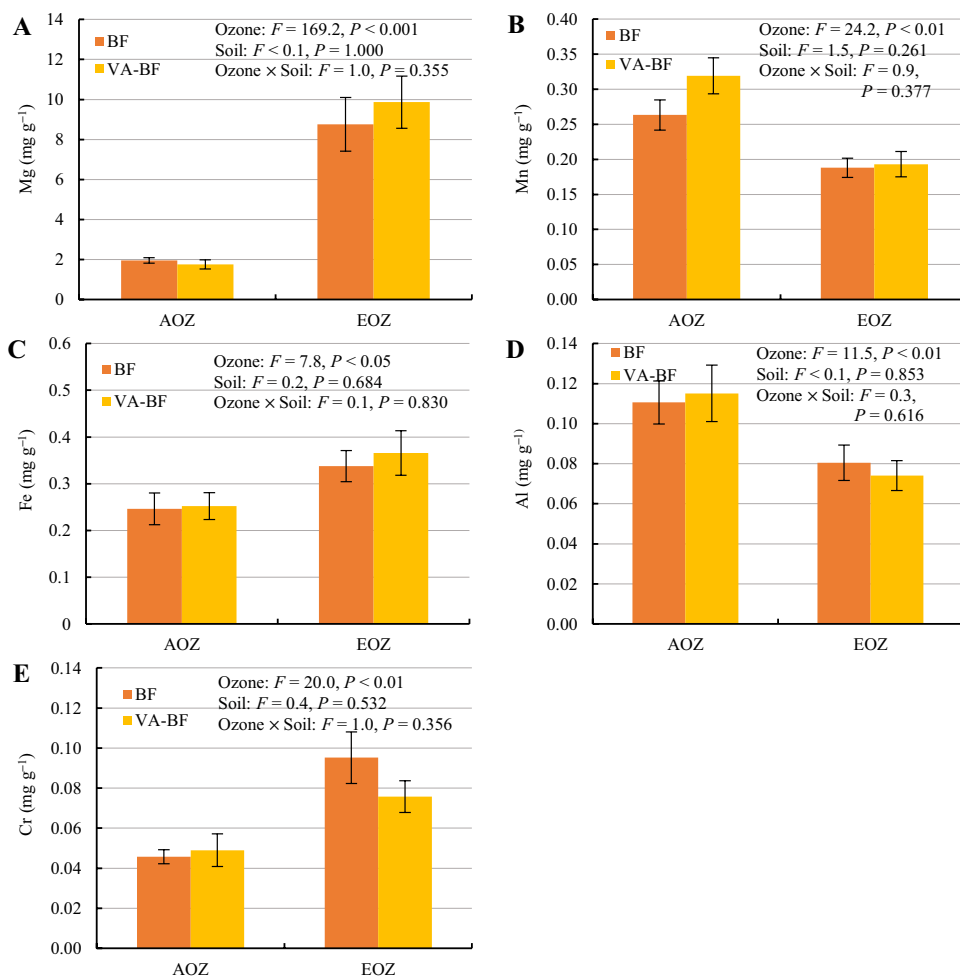 A
Ozone: F = 169.2, P < 0.001
Soil: F < 0.1, P = 1.000
Ozone × Soil: F = 1.0, P = 0.355
BF
VA-BF
Mg (mg g⁻¹)
16
14
12
10
8
6
4
2
0
AOZ
EOZ
B
Ozone: F = 24.2, P < 0.01
Soil: F = 1.5, P = 0.261
Ozone × Soil: F = 0.9,
P = 0.377
BF
VA-BF
Mn (mg g⁻¹)
0.40
0.35
0.30
0.25
0.20
0.15
0.10
0.05
0.00
AOZ
EOZ
C
Ozone: F = 7.8, P < 0.05
Soil: F = 0.2, P = 0.684
Ozone × Soil: F = 0.1, P = 0.830
BF
VA-BF
Fe (mg g⁻¹)
0.6
0.5
0.4
0.3
0.2
0.1
0
AOZ
EOZ
D
Ozone: F = 11.5, P < 0.01
Soil: F < 0.1, P = 0.853
Ozone × Soil: F = 0.3,
P = 0.616
BF
VA-BF
Al (mg g⁻¹⁾
0.14
0.12
0.10
0.08
0.06
0.04
0.02
0.00
AOZ
EOZ
E
Ozone: F = 20.0, P < 0.01
Soil: F = 0.4, P = 0.532
Ozone × Soil: F = 1.0, P = 0.356
BF
VA-BF
Cr (mg g⁻¹)
0.14
0.12
0.10
0.08
0.06
0.04
0.02
0.00
AOZ
EOZ